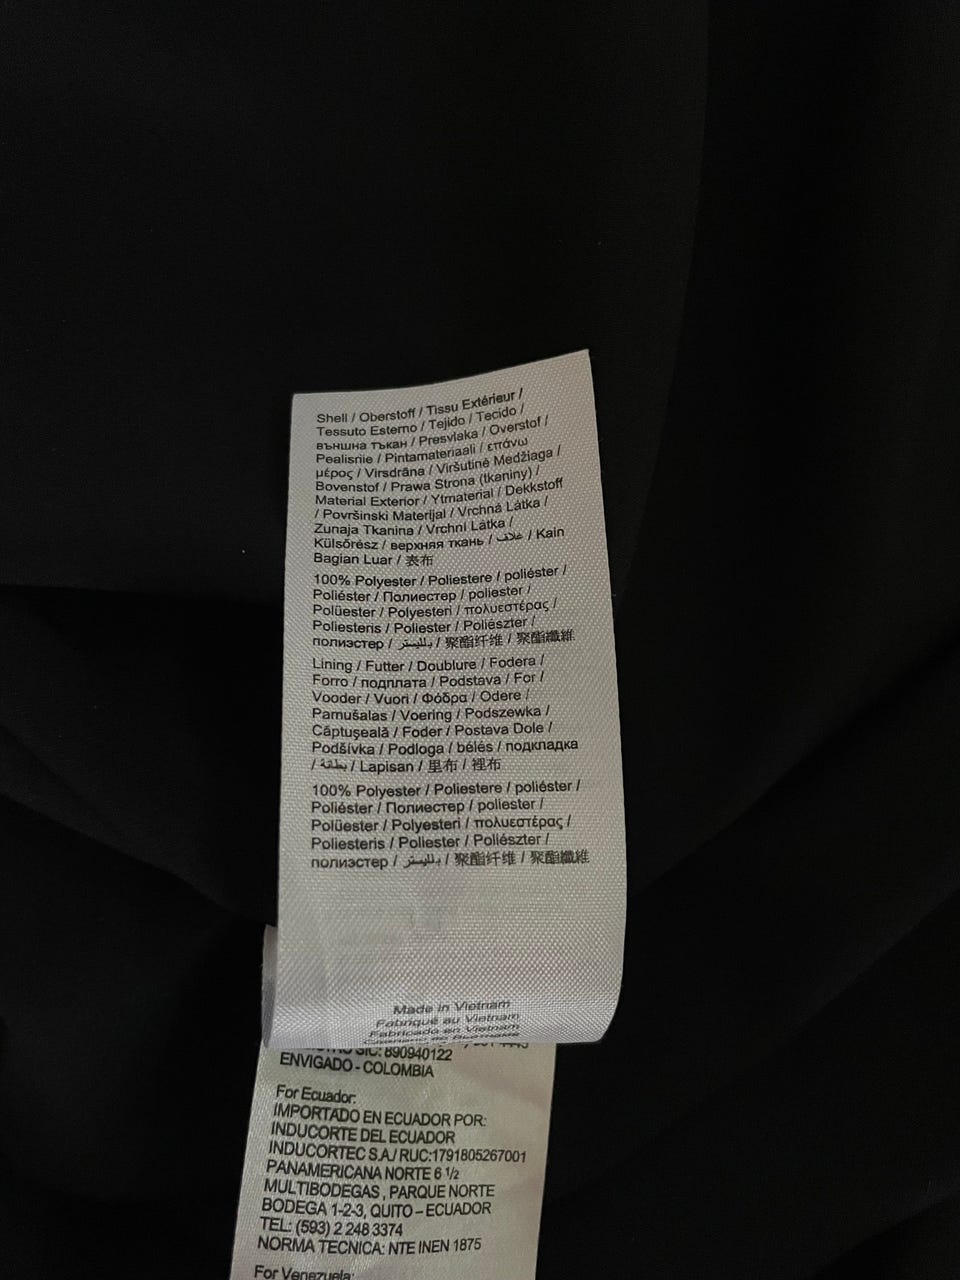 Shell / Oberstoff / Tissu Extérieur /
Tessuto Esterno / Tejido / Tecido /
външна тъкан / Presvlaka / Overstof /
Pealisriie / Pintamateriaali / επάνω
μέρος / Virsdrāna / Viršutinė Medžiaga /
Bovenstof / Prawa Strona (tkaniny) /
Material Exterior / Ytmaterial / Dekkstoff
/ Površinski Materijal / Vrchná Látka /
Zunaja Tkanina / Vrchní Látka /
Külsőrész / верхняя ткань / غلاف / Kain
Bagian Luar / 表布
100% Polyester / Poliestere / poliéster /
Poliéster / Полиестер / poliester /
Polüester / Polyesteri / πολυεστέρας /
Poliesteris / Poliester / Poliészter /
полиэстер / بـلليستر / 聚酯纤维 / 聚酯纖維
Lining / Futter / Doublure / Fodera /
Forro / подплата / Podstava / For /
Vooder / Vuori / Φόδρα / Odere /
Pamušalas / Voering / Podszewka /
Căptuşeală / Foder / Postava Dole /
Podšívka / Podloga / bélés / подкладка
/ بطانة / Lapisan / 里布 / 裡布
100% Polyester / Poliestere / poliéster /
Poliéster / Полиестер / poliester /
Polüester / Polyesteri / πολυεστέρας /
Poliesteris / Poliester / Poliészter /
полиэстер / بـلليستر / 聚酯纤维 / 聚酯纖維
Made in Vietnam
Fabriqué au Vietnam
Fabricado en Vietnam
SIC: 890940122
ENVIGADO - COLOMBIA
For Ecuador:
IMPORTADO EN ECUADOR POR:
INDUCORTE DEL ECUADOR
INDUCORTEC S.A./ RUC:1791805267001
PANAMERICANA NORTE 6 1/2
MULTIBODEGAS , PARQUE NORTE
BODEGA 1-2-3, QUITO – ECUADOR
TEL: (593) 2 248 3374
NORMA TECNICA: NTE INEN 1875
For Venezuela: